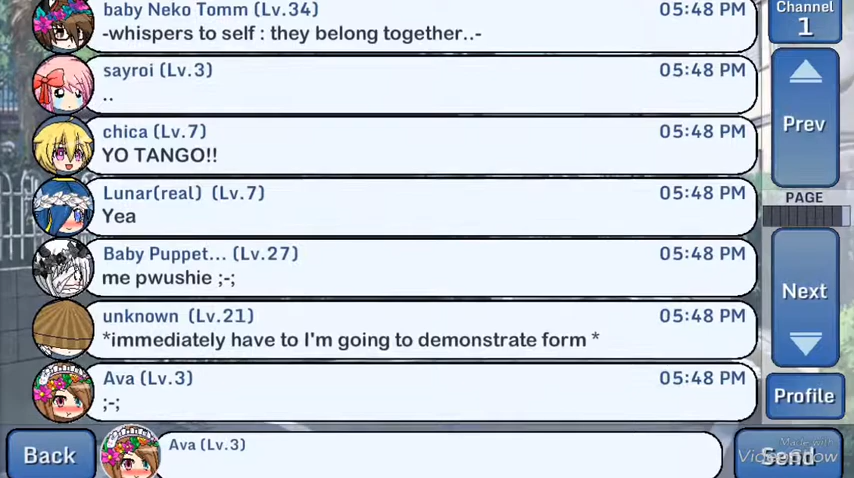 baby Neko Tomm (Lv.34) 05:48 PM
-whispers to self : they belong together..-
sayroi (Lv.3) 05:48 PM
..
chica (Lv.7) 05:48 PM
YO TANGO!!
Lunar(real) (Lv.7) 05:48 PM
Yea
Baby Puppet... (Lv.27) 05:48 PM
me pwushie ;-;
unknown (Lv.21) 05:48 PM
*immediately have to I'm going to demonstrate form *
Ava (Lv.3) 05:48 PM
;-;
Channel
1
Prev
PAGE
Next
Profile
Back
Ava (Lv.3)
Send
Made with
VideoShow